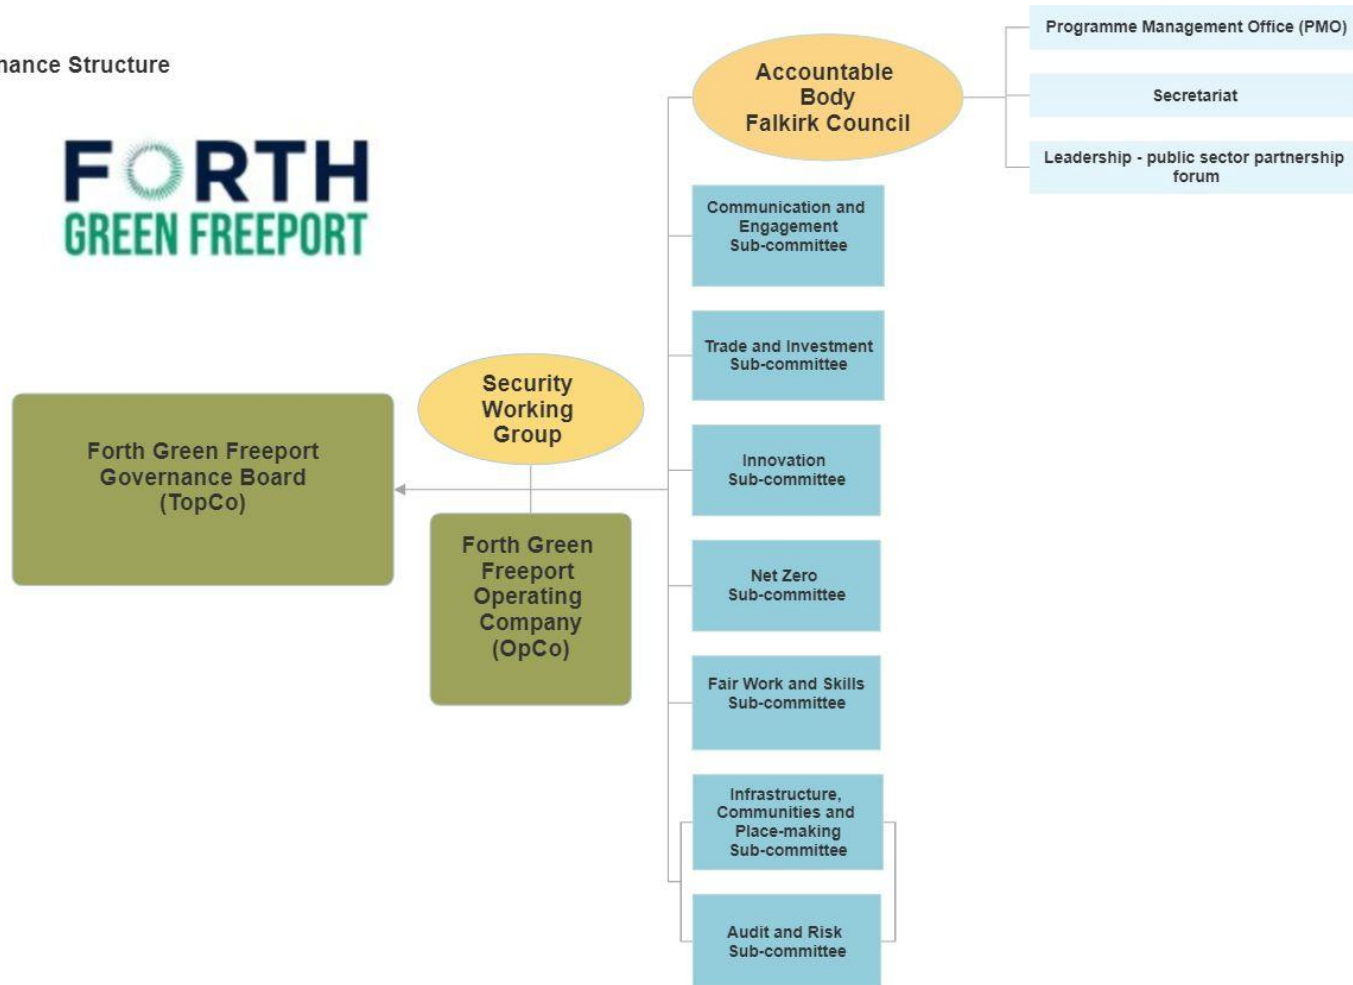 nance Structure
FORTH
GREEN FREEPORT
Accountable
Body
Falkirk Council
Programme Management Office (PMO)
Secretariat
Leadership - public sector partnership
forum
Communication and
Engagement
Sub-committee
Trade and Investment
Sub-committee
Security
Working
Group
Forth Green Freeport
Governance Board
(TopCo)
Innovation
Sub-committee
Forth Green
Freeport
Operating
Company
(OpCo)
Net Zero
Sub-committee
Fair Work and Skills
Sub-committee
Infrastructure,
Communities and
Place-making
Sub-committee
Audit and Risk
Sub-committee